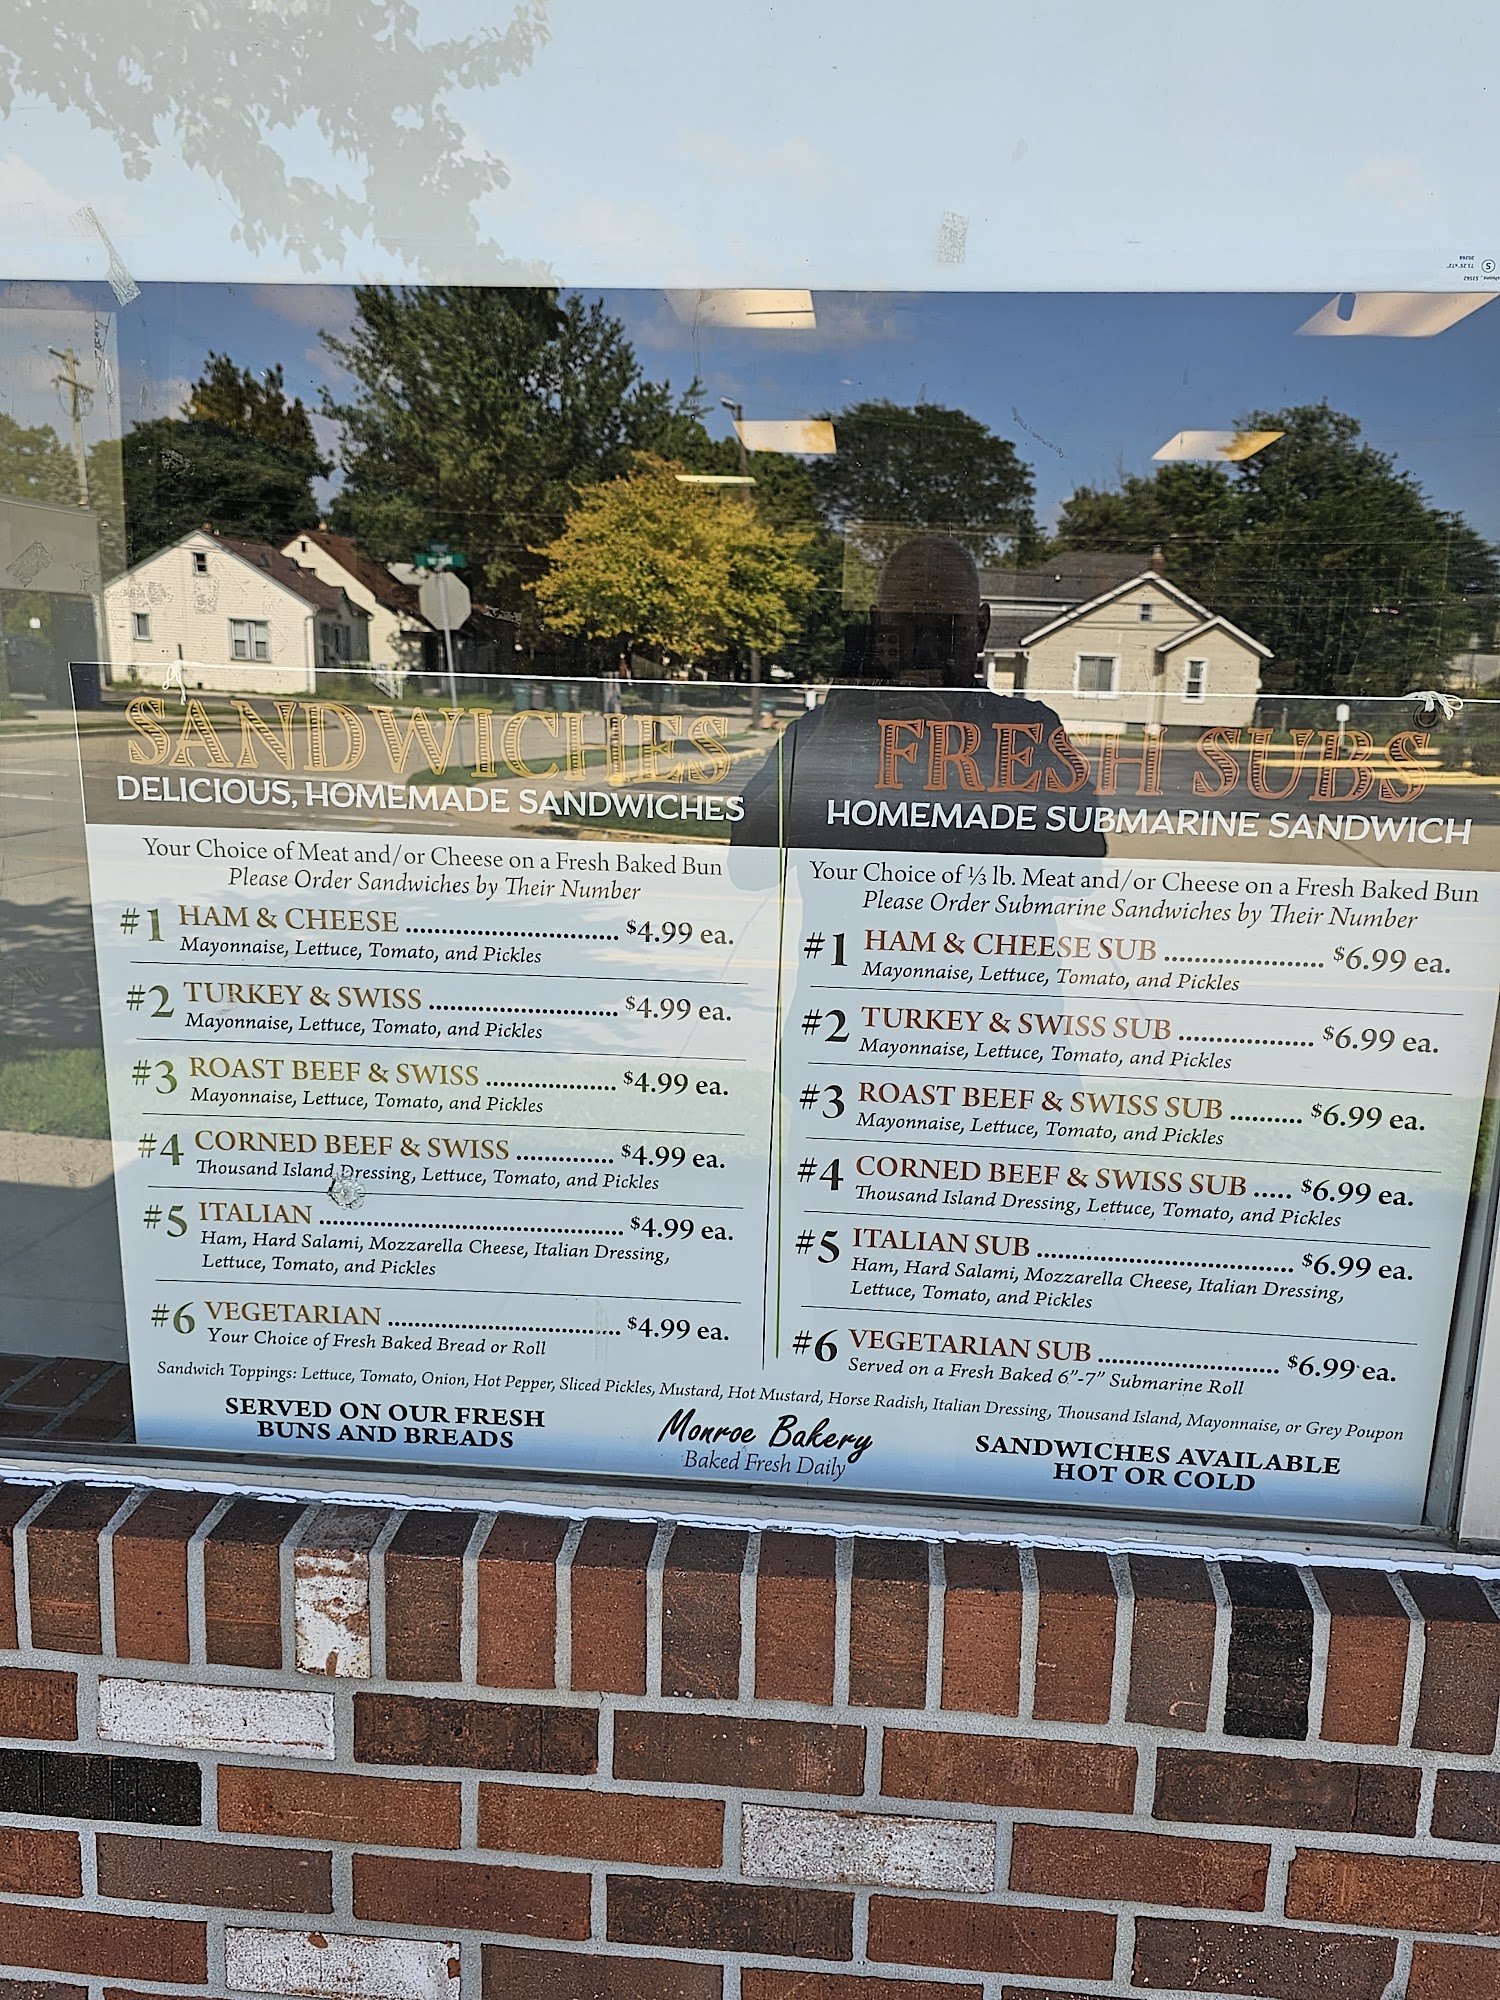 SANDWICHES
DELICIOUS, HOMEMADE SANDWICHES
Your Choice of Meat and/or Cheese on a Fresh Baked Bun
Please Order Sandwiches by Their Number
#1 HAM & CHEESE ................................ $4.99 ea.
Mayonnaise, Lettuce, Tomato, and Pickles
#2 TURKEY & SWISS ............................. $4.99 ea.
Mayonnaise, Lettuce, Tomato, and Pickles
#3 ROAST BEEF & SWISS .................... $4.99 ea.
Mayonnaise, Lettuce, Tomato, and Pickles
#4 CORNED BEEF & SWISS ............... $4.99 ea.
Thousand Island Dressing, Lettuce, Tomato, and Pickles
#5 ITALIAN .............................................. $4.99 ea.
Ham, Hard Salami, Mozzarella Cheese, Italian Dressing,
Lettuce, Tomato, and Pickles
#6 VEGETARIAN ................................... $4.99 ea.
Your Choice of Fresh Baked Bread or Roll
FRESH SUBS
HOMEMADE SUBMARINE SANDWICH
Your Choice of ⅓ lb. Meat and/or Cheese on a Fresh Baked Bun
Please Order Submarine Sandwiches by Their Number
#1 HAM & CHEESE SUB ........................ $6.99 ea.
Mayonnaise, Lettuce, Tomato, and Pickles
#2 TURKEY & SWISS SUB .................... $6.99 ea.
Mayonnaise, Lettuce, Tomato, and Pickles
#3 ROAST BEEF & SWISS SUB .......... $6.99 ea.
Mayonnaise, Lettuce, Tomato, and Pickles
#4 CORNED BEEF & SWISS SUB ..... $6.99 ea.
Thousand Island Dressing, Lettuce, Tomato, and Pickles
#5 ITALIAN SUB ...................................... $6.99 ea.
Ham, Hard Salami, Mozzarella Cheese, Italian Dressing,
Lettuce, Tomato, and Pickles
#6 VEGETARIAN SUB ........................... $6.99 ea.
Served on a Fresh Baked 6”-7” Submarine Roll
Sandwich Toppings: Lettuce, Tomato, Onion, Hot Pepper, Sliced Pickles, Mustard, Hot Mustard, Horse Radish, Italian Dressing, Thousand Island, Mayonnaise, or Grey Poupon
SERVED ON OUR FRESH
BUNS AND BREADS
Monroe Bakery
Baked Fresh Daily
SANDWICHES AVAILABLE
HOT OR COLD